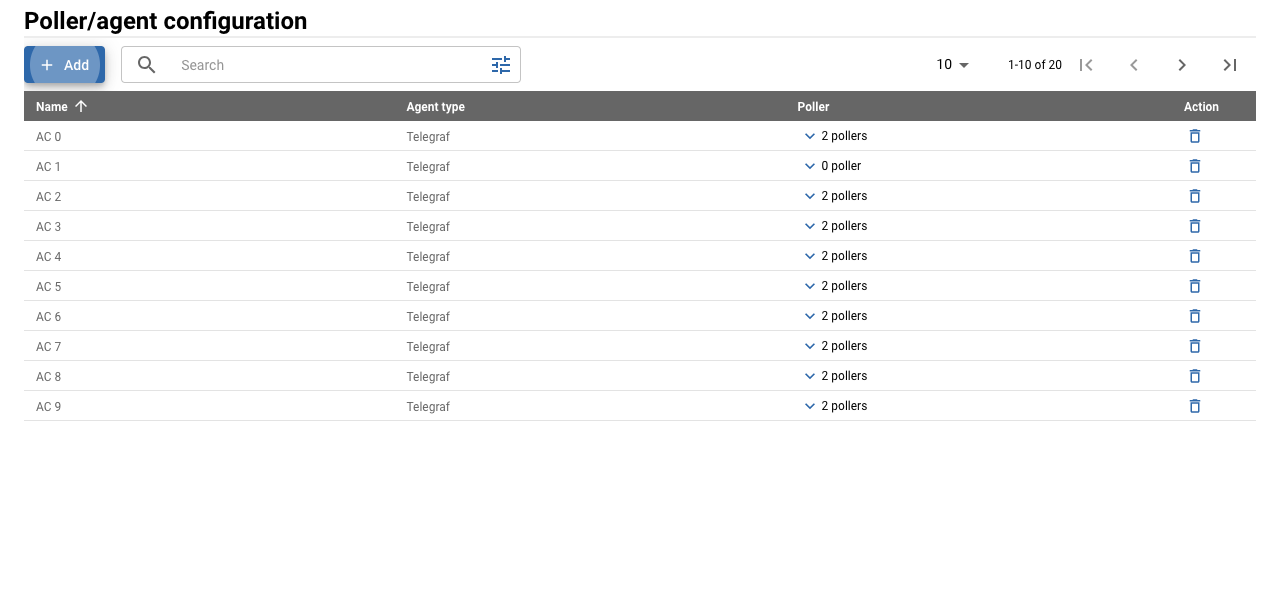 Poller/agent configuration
Add
Search
10
1-10 of 20
Name Agent type Poller Action
AC 0 Telegraf 2 pollers
AC 1 Telegraf 0 poller
AC 2 Telegraf 2 pollers
AC 3 Telegraf 2 pollers
AC 4 Telegraf 2 pollers
AC 5 Telegraf 2 pollers
AC 6 Telegraf 2 pollers
AC 7 Telegraf 2 pollers
AC 8 Telegraf 2 pollers
AC 9 Telegraf 2 pollers